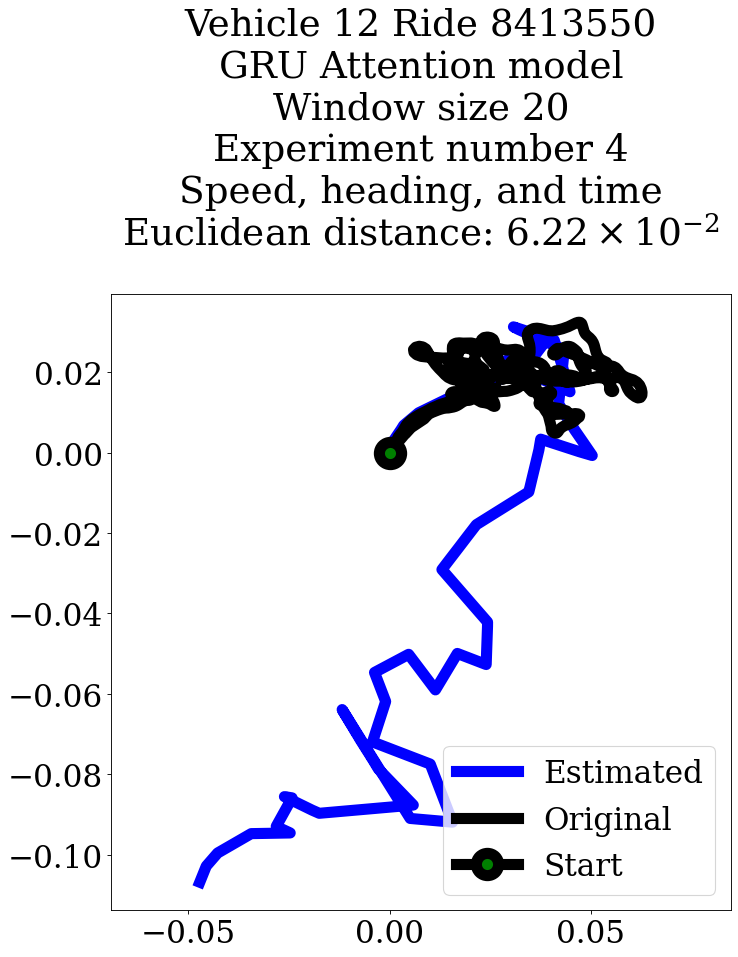 Vehicle 12 Ride 8413550
GRU Attention model
Window size 20
Experiment number 4
Speed, heading, and time
Euclidean distance: 6.22 × 10⁻²
0.02
0.00
−0.02
−0.04
−0.06
−0.08
−0.10
Estimated
Original
Start
−0.05 0.00 0.05